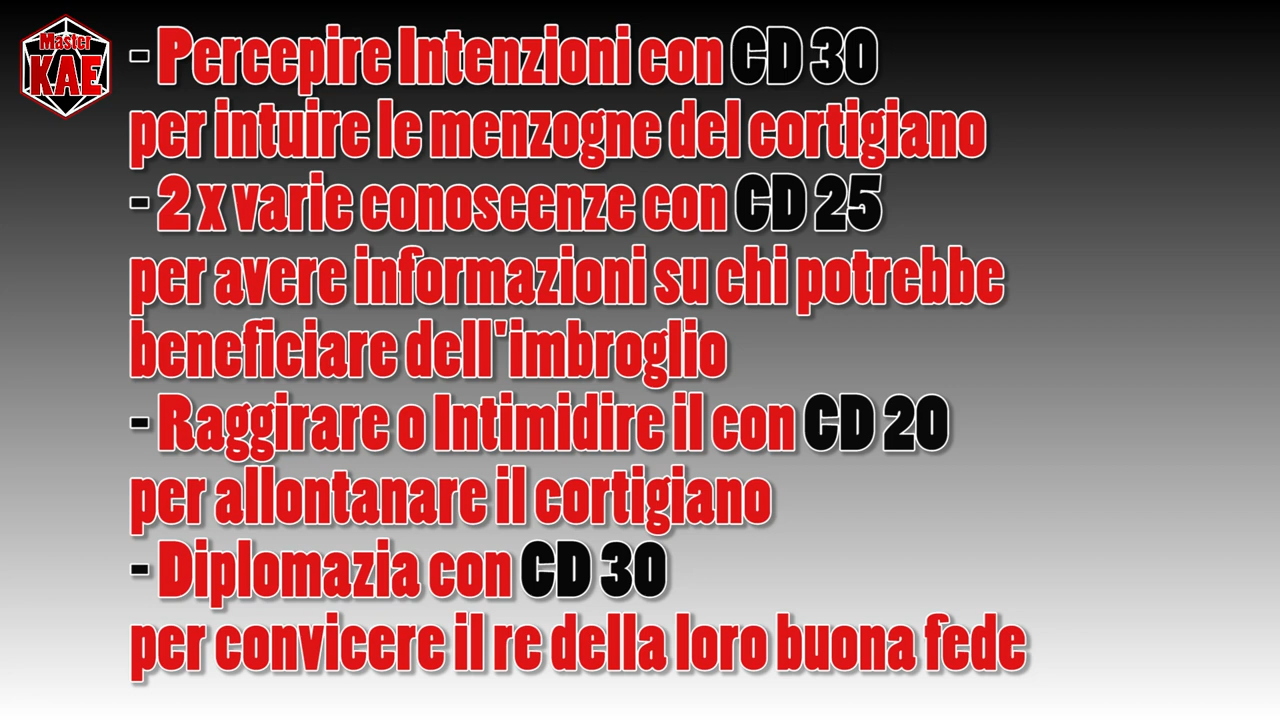 Master
KAE
- Percepire Intenzioni con CD 30
per intuire le menzogne del cortigiano
- 2 x varie conoscenze con CD 25
per avere informazioni su chi potrebbe
beneficiare dell'imbroglio
- Raggirare o Intimidire il con CD 20
per allontanare il cortigiano
- Diplomazia con CD 30
per convicere il re della loro buona fede